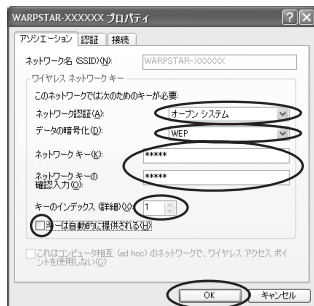 WARPSTAR-XXXXXX プロパティ
アソシエーション 認証 接続
ネットワーク名 (SSID)(N): WARPSTAR-XXXXXX
ワイヤレス ネットワーク キー
このネットワークでは次のためのキーが必要:
ネットワーク認証(A): オープン システム
データの暗号化(D): WEP
ネットワーク キー(K): *****
ネットワーク キーの
確認入力(O): *****
キーのインデックス (詳細)(X): 1
キーは自動的に提供される(H)
これはコンピュータ相互 (ad hoc) のネットワークで、ワイヤレス アクセス ポイ
ントを使用しない(C)
OK キャンセル